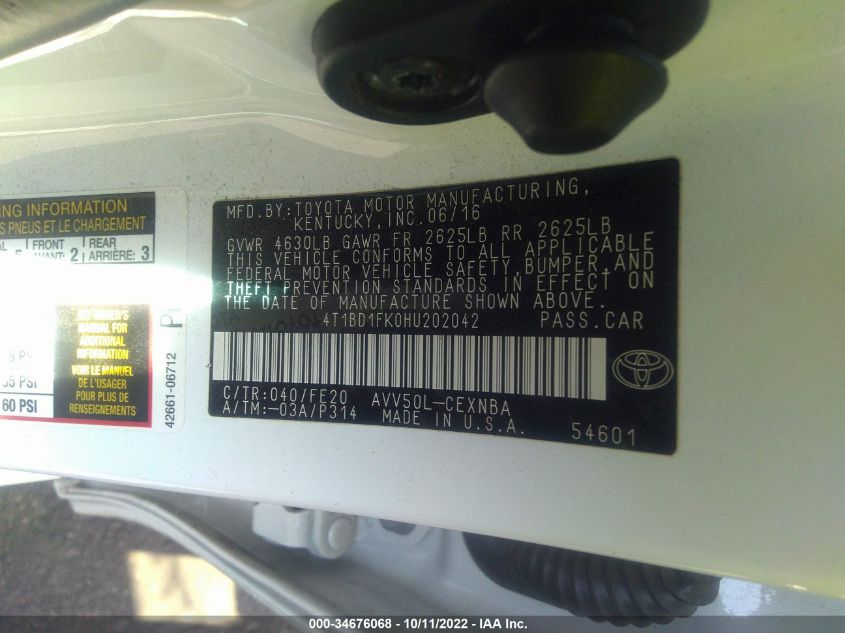 ING INFORMATION
S PNEUS ET LE CHARGEMENT
FRONT
AVANT: 2
REAR
ARRIÈRE: 3
SEE OWNER'S
MANUAL FOR
ADDITIONAL
INFORMATION
VOIR LE MANUEL
DE L'USAGER
POUR PLUS DE
RENSEIGNEMENTS
5 PSI
35 PSI
60 PSI
42661-06712
MFD.BY:TOYOTA MOTOR MANUFACTURING,
KENTUCKY, INC.06/16
GVWR 4630LB GAWR FR 2625LB RR 2625LB
THIS VEHICLE CONFORMS TO ALL APPLICABLE
FEDERAL MOTOR VEHICLE SAFETY,BUMPER,AND
THEFT PREVENTION STANDARDS IN EFFECT ON
THE DATE OF MANUFACTURE SHOWN ABOVE.
4T1BD1FK0HU202042 PASS.CAR
C/TR:040/FE20 AVV50L-CEXNBA
A/TM:-03A/P314 MADE IN U.S.A.
54601
000-34676068 - 10/11/2022 - IAA Inc.